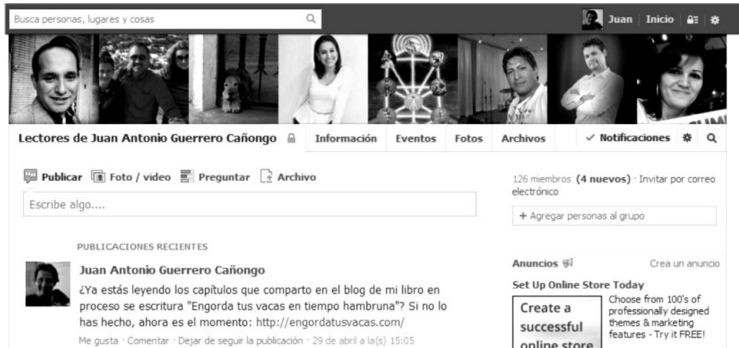 Busca personas, lugares y cosas
Juan Inicio
Lectores de Juan Antonio Guerrero Cañongo Información Eventos Fotos Archivos Notificaciones
Publicar Foto / video Preguntar Archivo
Escribe algo....
126 miembros (4 nuevos) · Invitar por correo
electrónico
+ Agregar personas al grupo
PUBLICACIONES RECIENTES
Juan Antonio Guerrero Cañongo
¿Ya estás leyendo los capítulos que comparto en el blog de mi libro en
proceso se escritura "Engorda tus vacas en tiempo hambruna"? Si no lo
has hecho, ahora es el momento: http://engordatusvacas.com/
Me gusta · Comentar · Dejar de seguir la publicación · 29 de abril a la(s) 15:05
Anuncios Crea un anuncio
Set Up Online Store Today
Create a
successful
online store
Choose from 100's of
professionally designed
themes & marketing
features - Try it FREE!